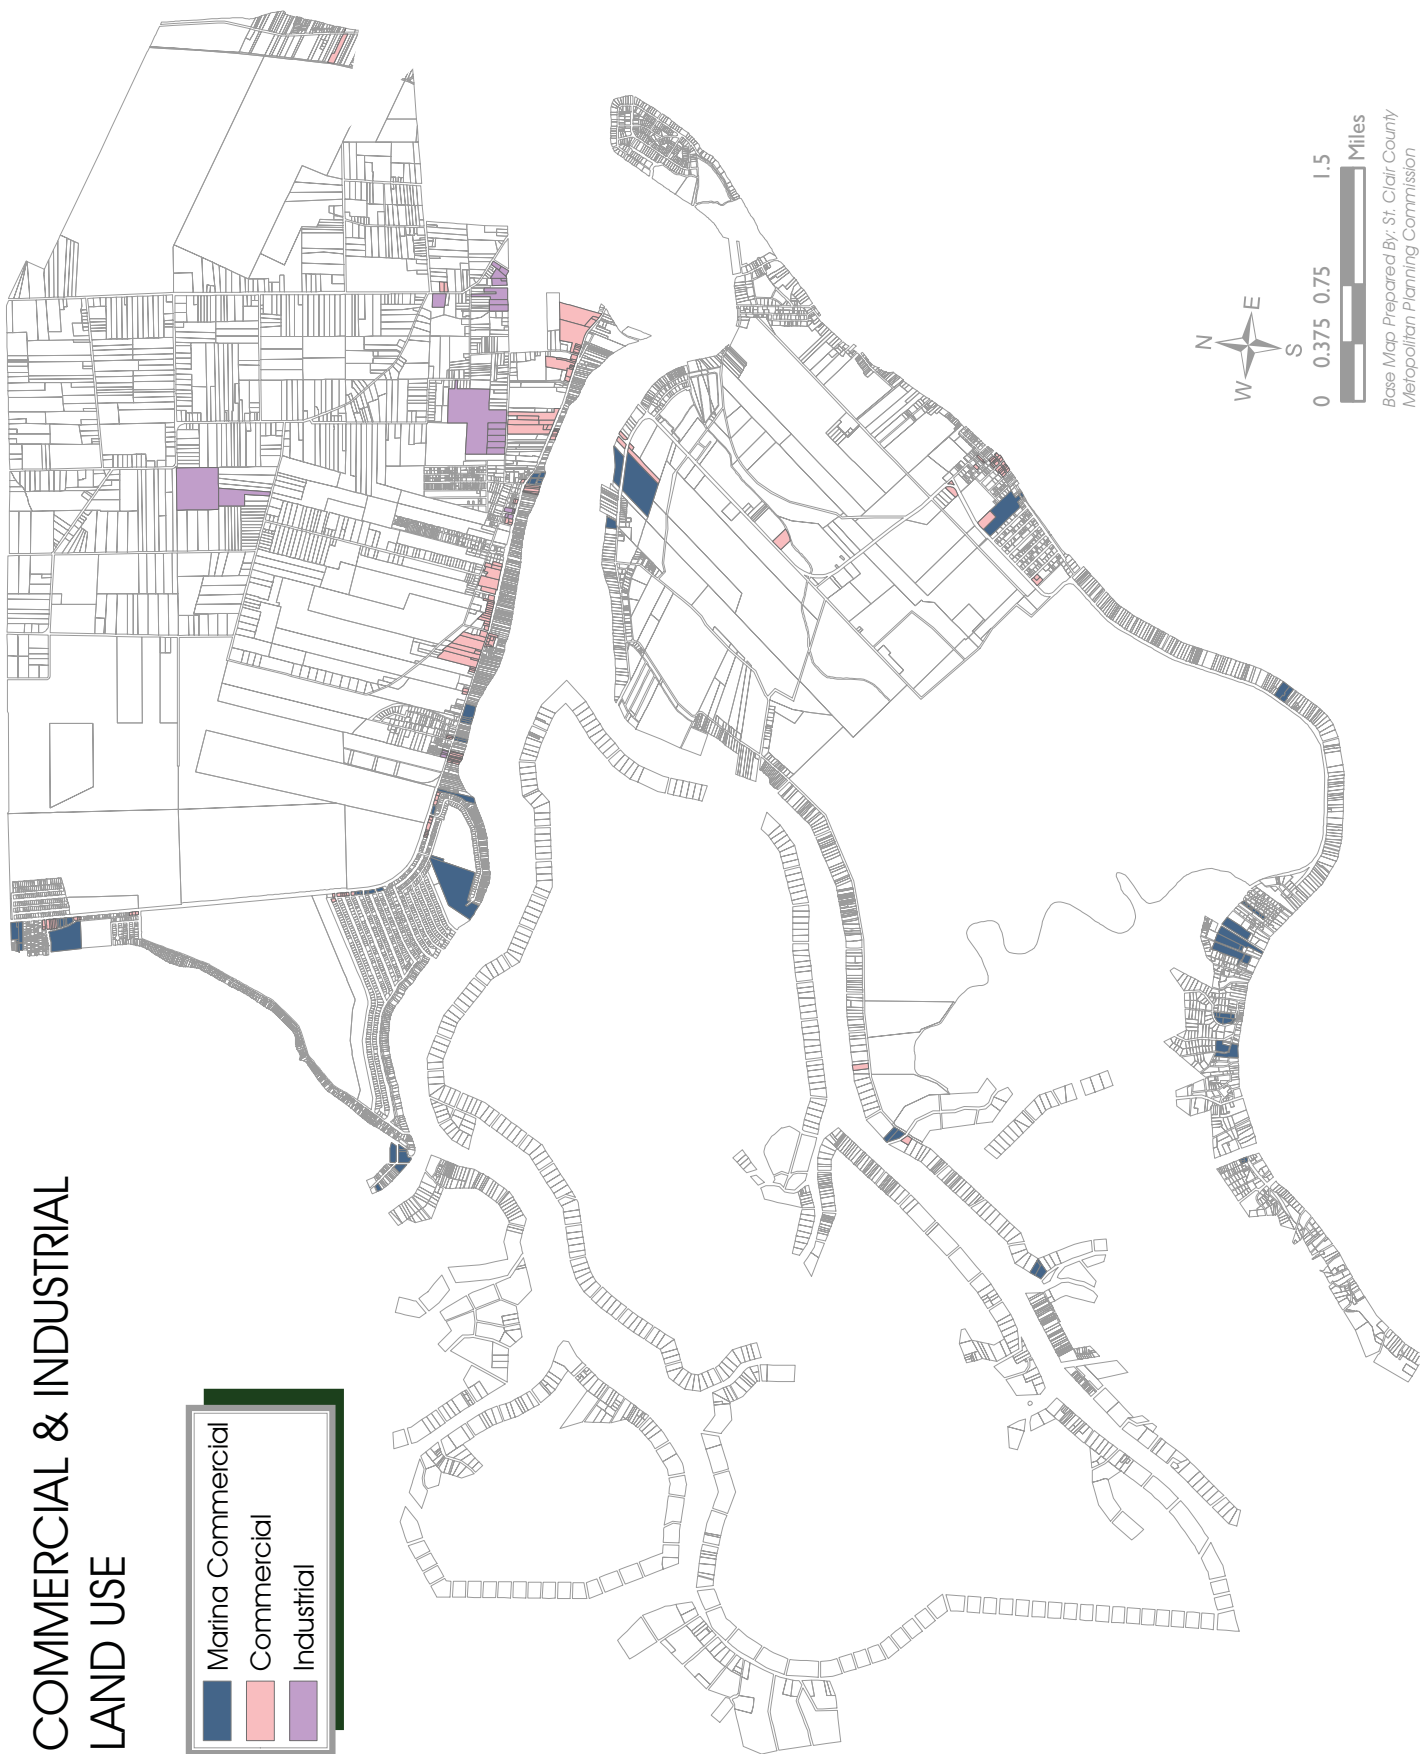 COMMERCIAL & INDUSTRIAL
LAND USE
Marina Commercial
Commercial
Industrial
N
W E
S
0 0.375 0.75 1.5
Miles
Base Map Prepared By: St. Clair County
Metopolitan Planning Commission